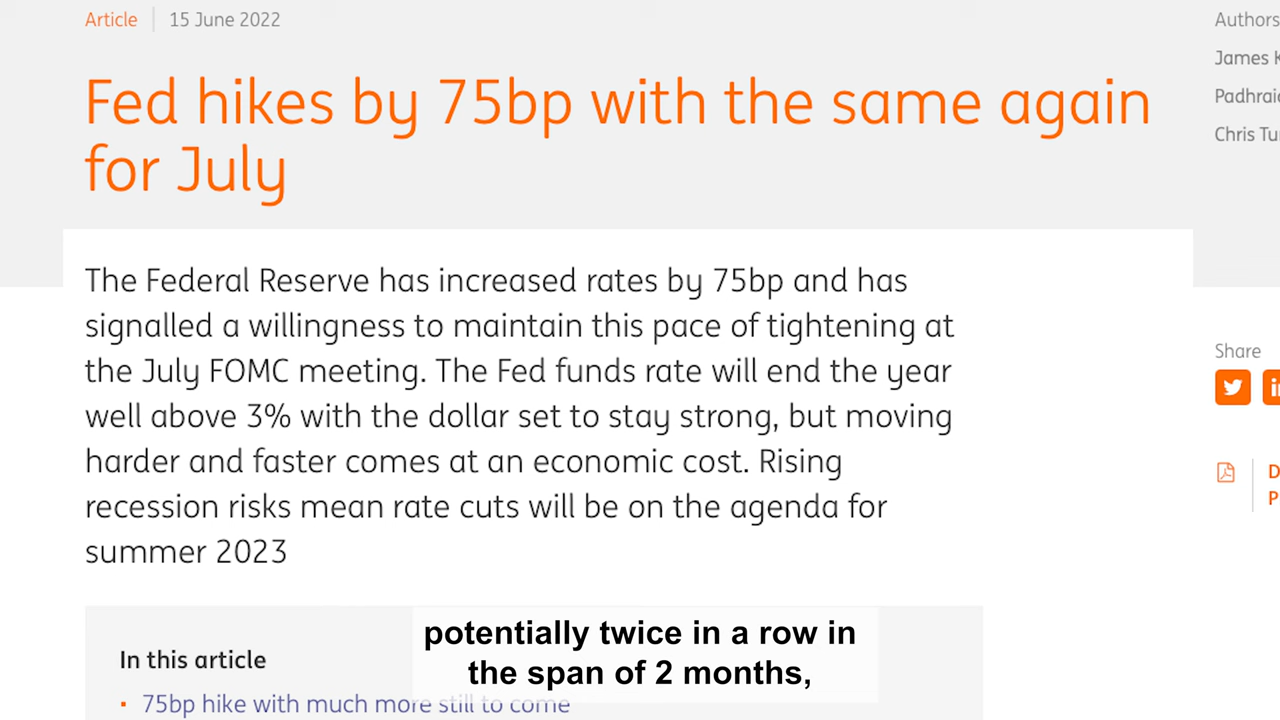 Article
15 June 2022
Fed hikes by 75bp with the same again
for July
The Federal Reserve has increased rates by 75bp and has
signalled a willingness to maintain this pace of tightening at
the July FOMC meeting. The Fed funds rate will end the year
well above 3% with the dollar set to stay strong, but moving
harder and faster comes at an economic cost. Rising
recession risks mean rate cuts will be on the agenda for
summer 2023
In this article
75bp hike with much more still to come
potentially twice in a row in
the span of 2 months,
Authors
James K
Padhraic
Chris Tu
Share
in
D
P